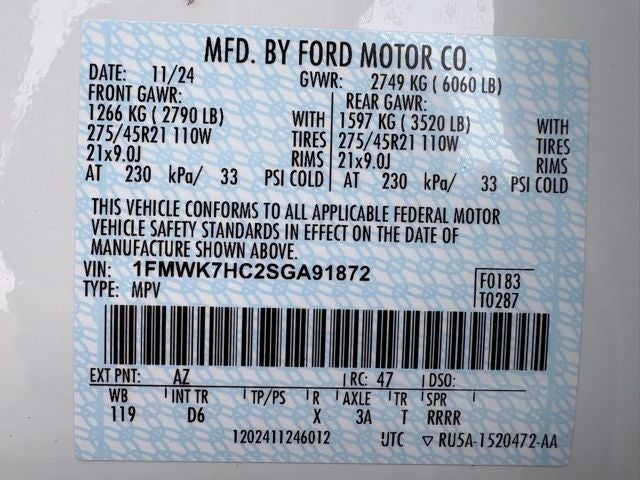 MFD. BY FORD MOTOR CO.
DATE: 11/24 GVWR: 2749 KG ( 6060 LB)
FRONT GAWR: REAR GAWR:
1266 KG ( 2790 LB) WITH 1597 KG ( 3520 LB) WITH
275/45R21 110W TIRES 275/45R21 110W TIRES
21x9.0J RIMS 21x9.0J RIMS
AT 230 kPa/ 33 PSI COLD AT 230 kPa/ 33 PSI COLD
THIS VEHICLE CONFORMS TO ALL APPLICABLE FEDERAL MOTOR
VEHICLE SAFETY STANDARDS IN EFFECT ON THE DATE OF
MANUFACTURE SHOWN ABOVE.
VIN: 1FMWK7HC2SGA91872 F0183
TYPE: MPV T0287
EXT PNT: AZ RC: 47 DSO:
WB INT TR TP/PS R AXLE TR SPR
119 D6 X 3A T RRRR
1202411246012 UTC ▽ RU5A-1520472-AA